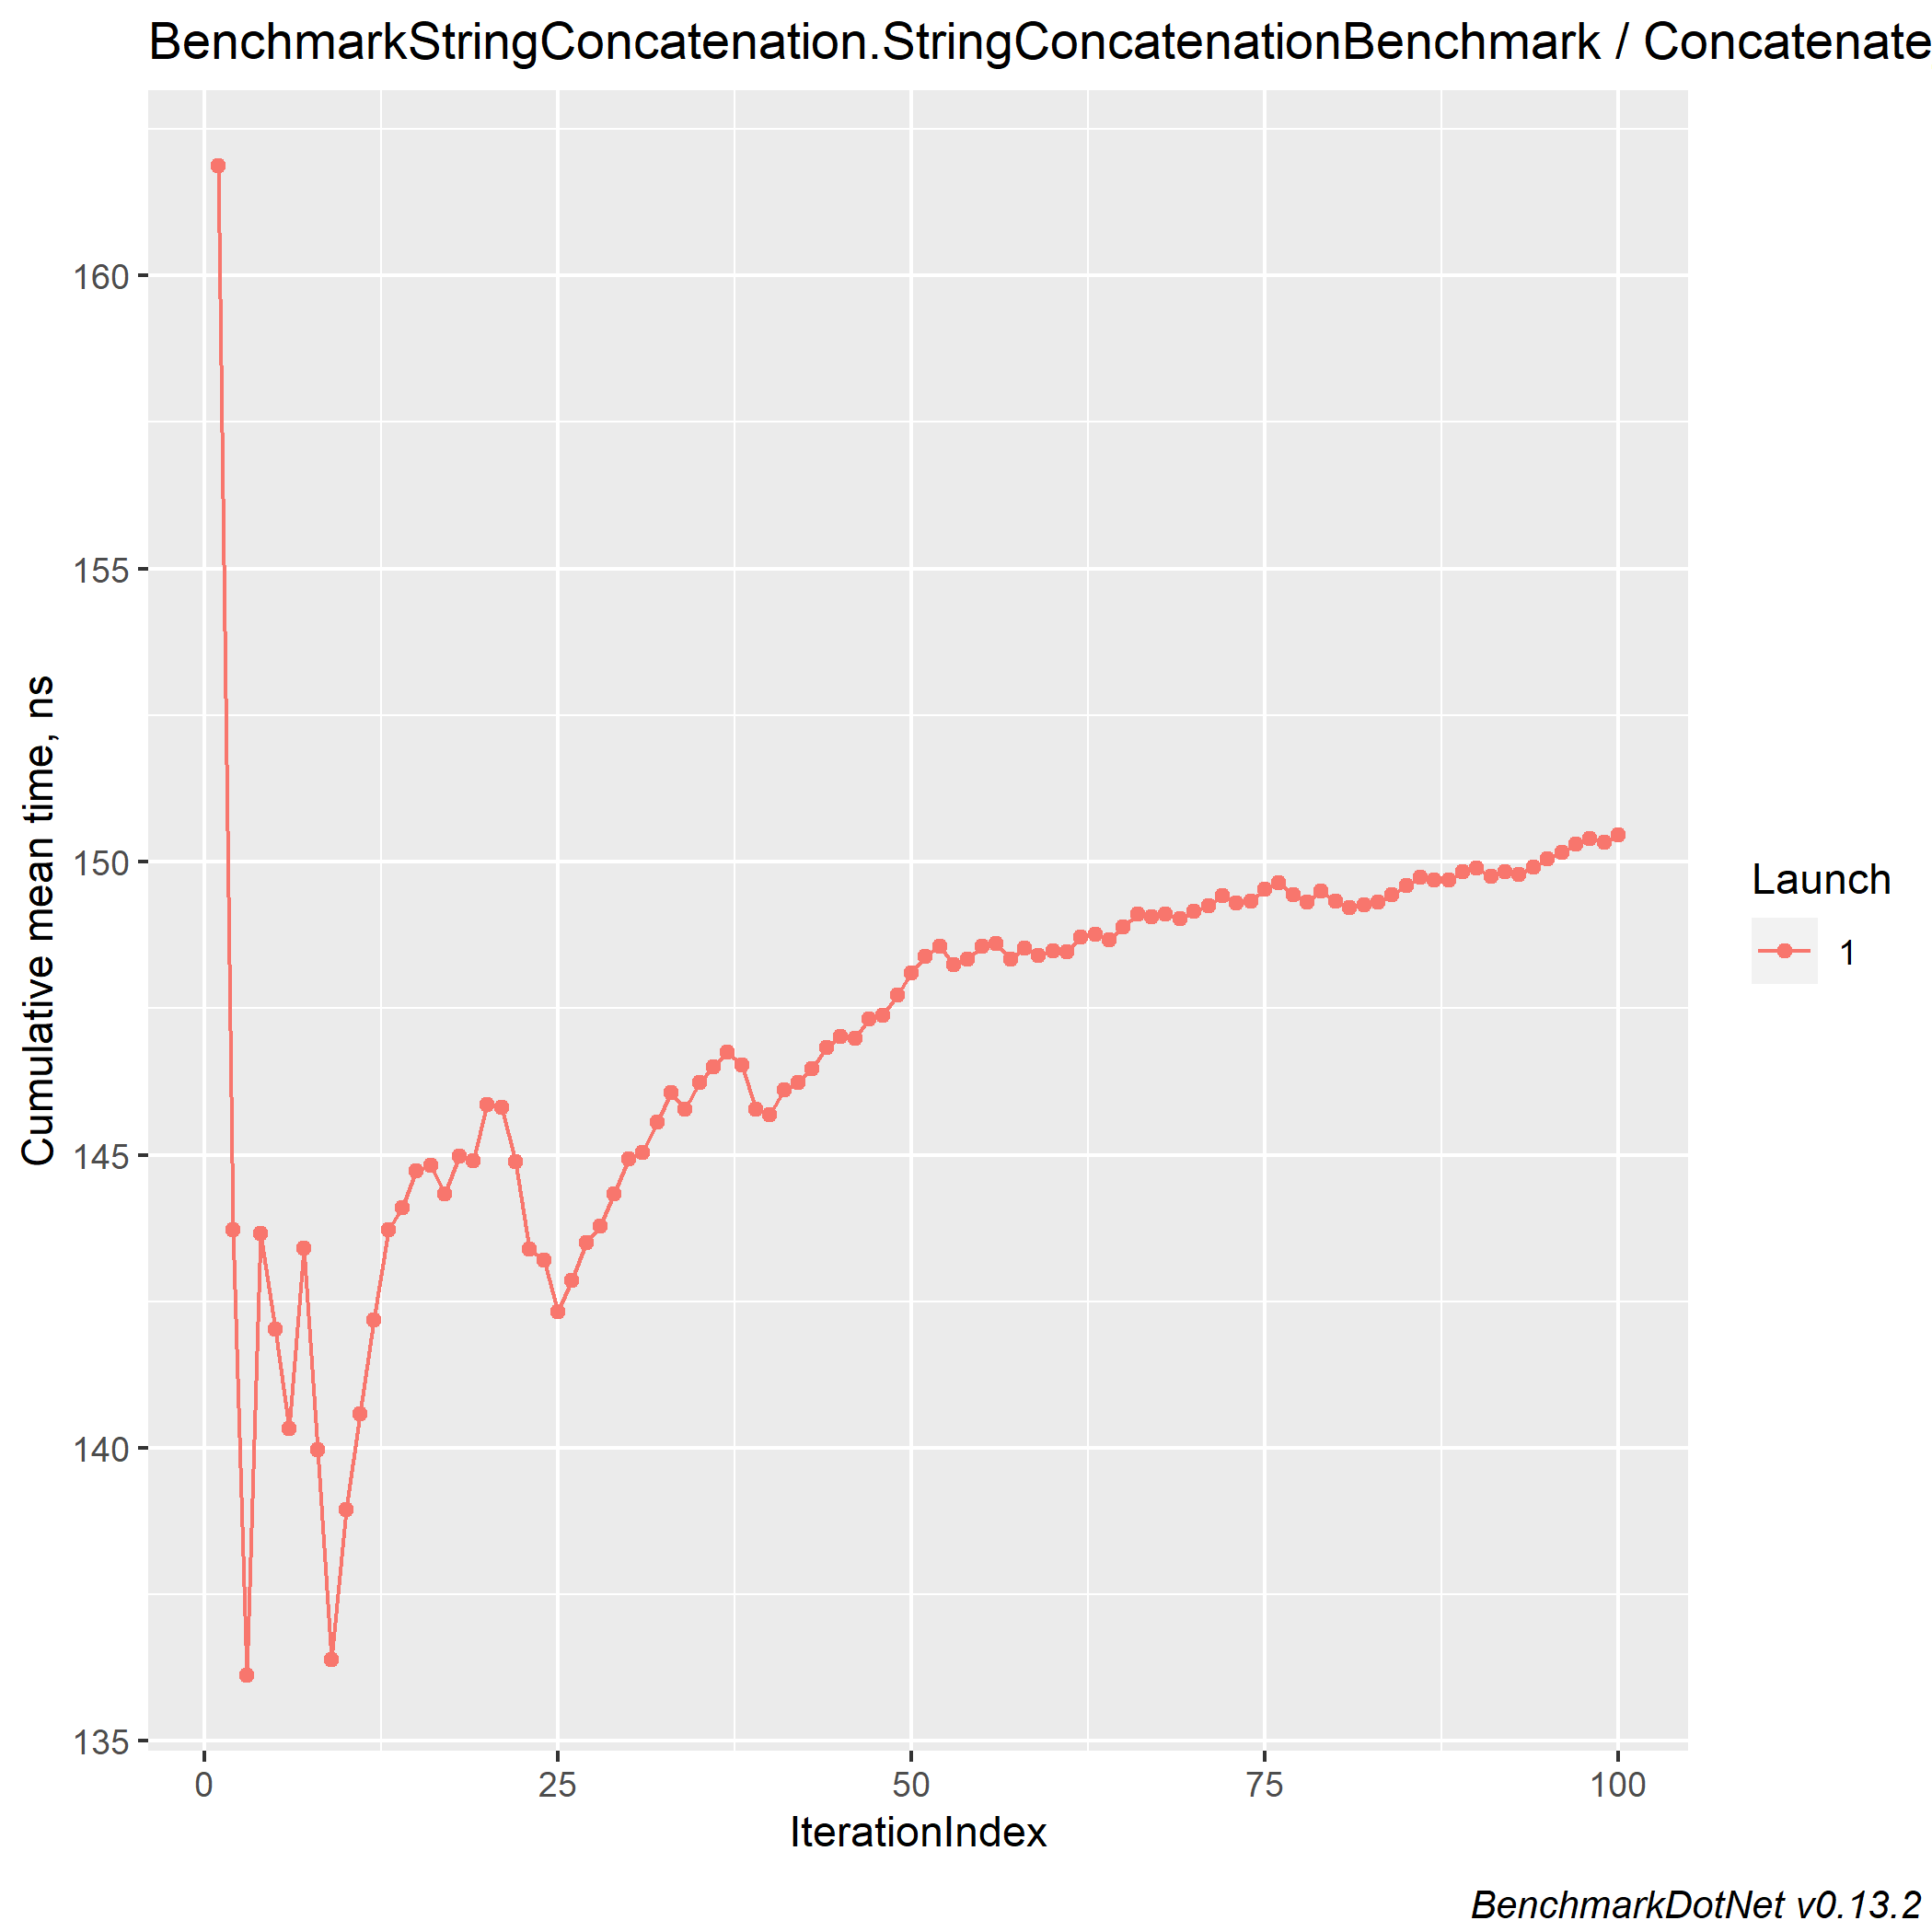 BenchmarkStringConcatenation.StringConcatenationBenchmark / Concatenate
160
155
150
145
140
135
Cumulative mean time, ns
0 25 50 75 100
IterationIndex
Launch
1
BenchmarkDotNet v0.13.2